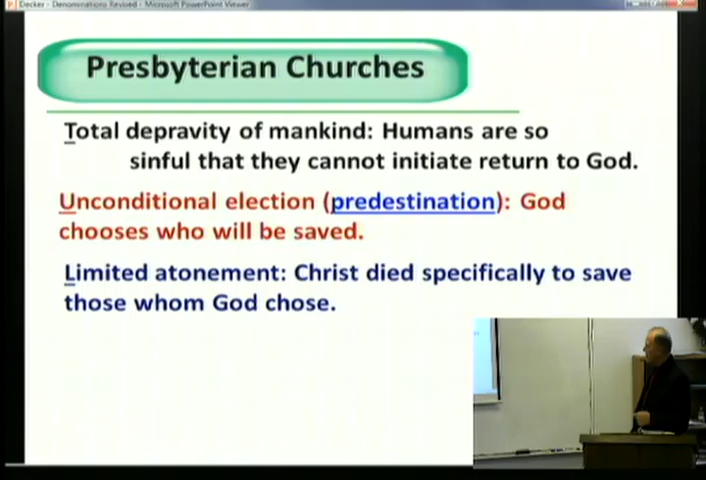 Decker - Denominations Revised - Microsoft PowerPoint Viewer
Presbyterian Churches
Total depravity of mankind: Humans are so
sinful that they cannot initiate return to God.
Unconditional election (predestination): God
chooses who will be saved.
Limited atonement: Christ died specifically to save
those whom God chose.